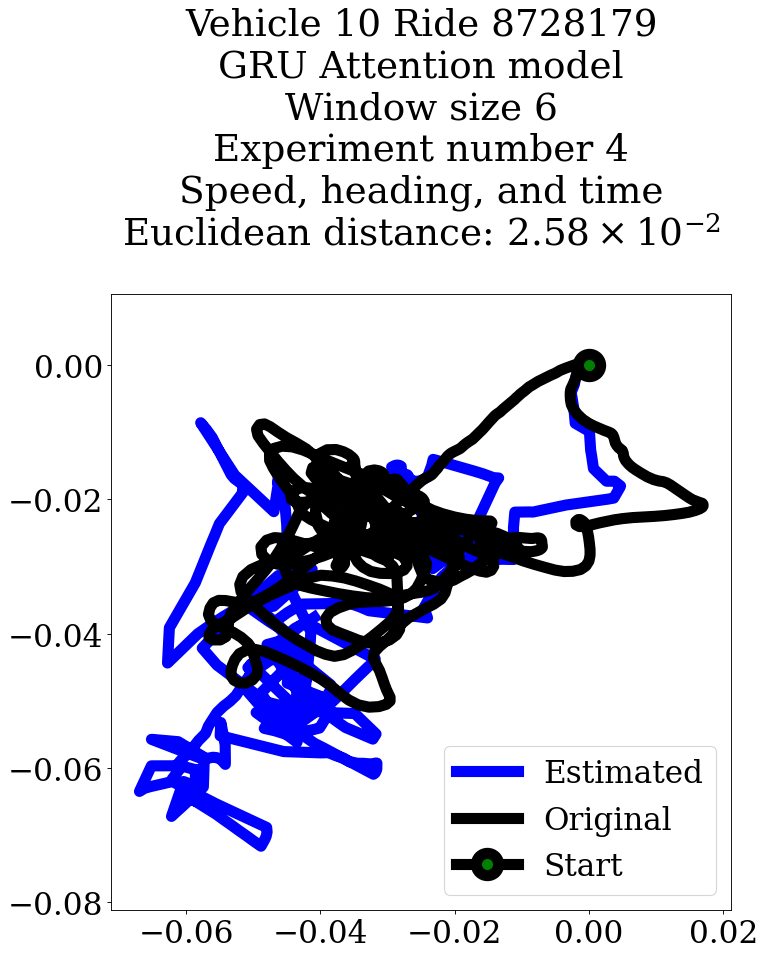 Vehicle 10 Ride 8728179
GRU Attention model
Window size 6
Experiment number 4
Speed, heading, and time
Euclidean distance: 2.58 × 10⁻²
0.00
−0.02
−0.04
−0.06
−0.08
Estimated
Original
Start
−0.06 −0.04 −0.02 0.00 0.02